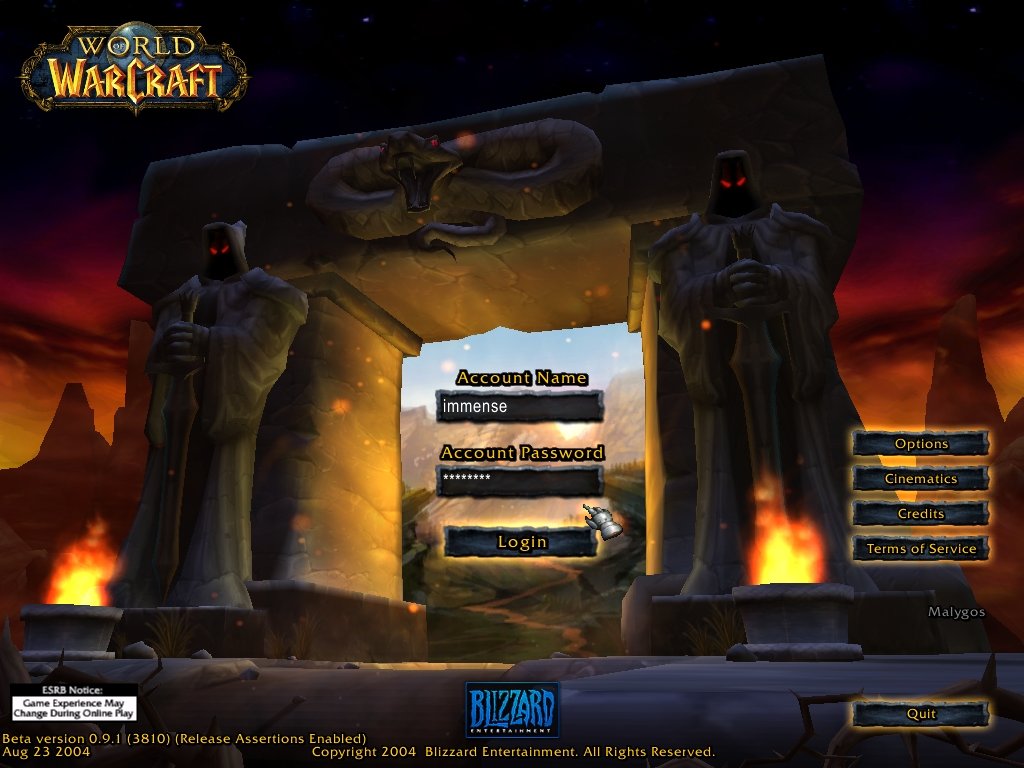 WORLD
OF
WARCRAFT
Account Name
immense
Account Password
********
Login
Options
Cinematics
Credits
Terms of Service
Malygos
Quit
ESRB Notice:
Game Experience May
Change During Online Play
BLIZZARD
ENTERTAINMENT
Beta version 0.9.1 (3810) (Release Assertions Enabled)
Aug 23 2004
Copyright 2004 Blizzard Entertainment. All Rights Reserved.